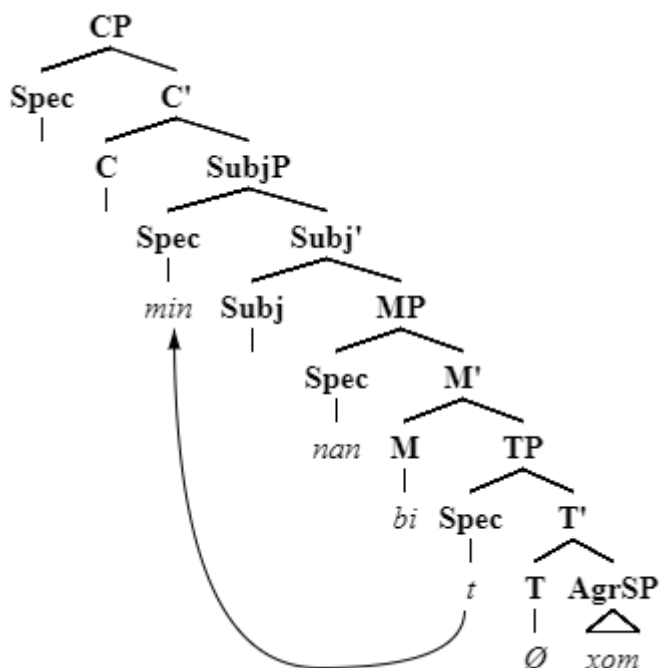 CP
Spec C'
C SubjP
Spec Subj'
min Subj MP
Spec M'
nan M TP
bi Spec T'
t T AgrSP
Ø xom